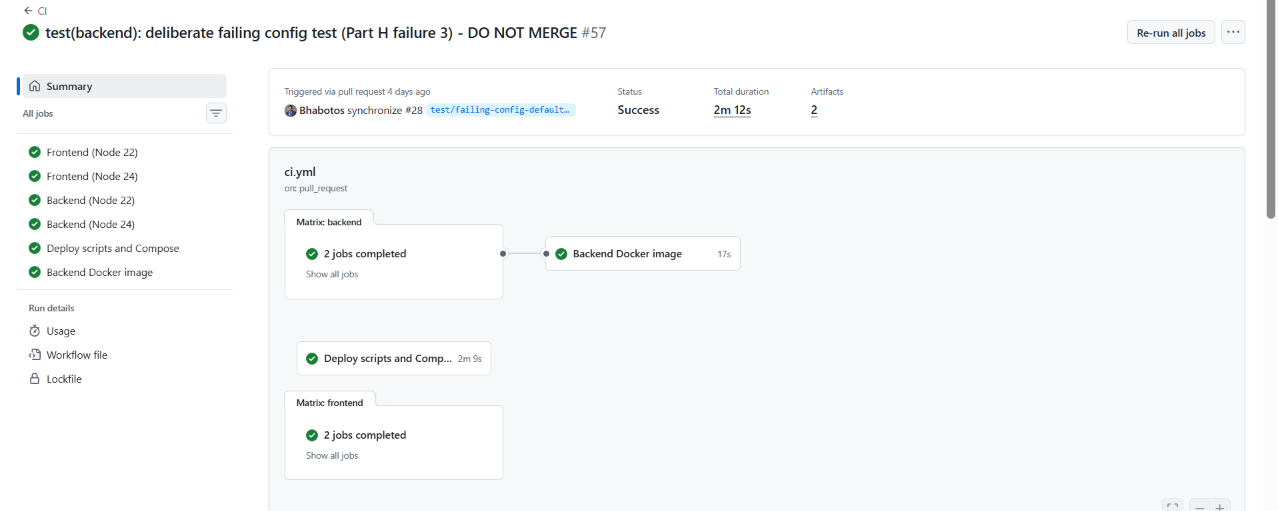 ← CI
test(backend): deliberate failing config test (Part H failure 3) - DO NOT MERGE #57
Re-run all jobs
Summary
All jobs
Frontend (Node 22)
Frontend (Node 24)
Backend (Node 22)
Backend (Node 24)
Deploy scripts and Compose
Backend Docker image
Run details
Usage
Workflow file
Lockfile
Triggered via pull request 4 days ago
Bhabotos synchronize #28 test/failing-config-default…
Status
Success
Total duration
2m 12s
Artifacts
2
ci.yml
on: pull_request
Matrix: backend
2 jobs completed
Show all jobs
Backend Docker image 17s
Deploy scripts and Comp... 2m 9s
Matrix: frontend
2 jobs completed
Show all jobs